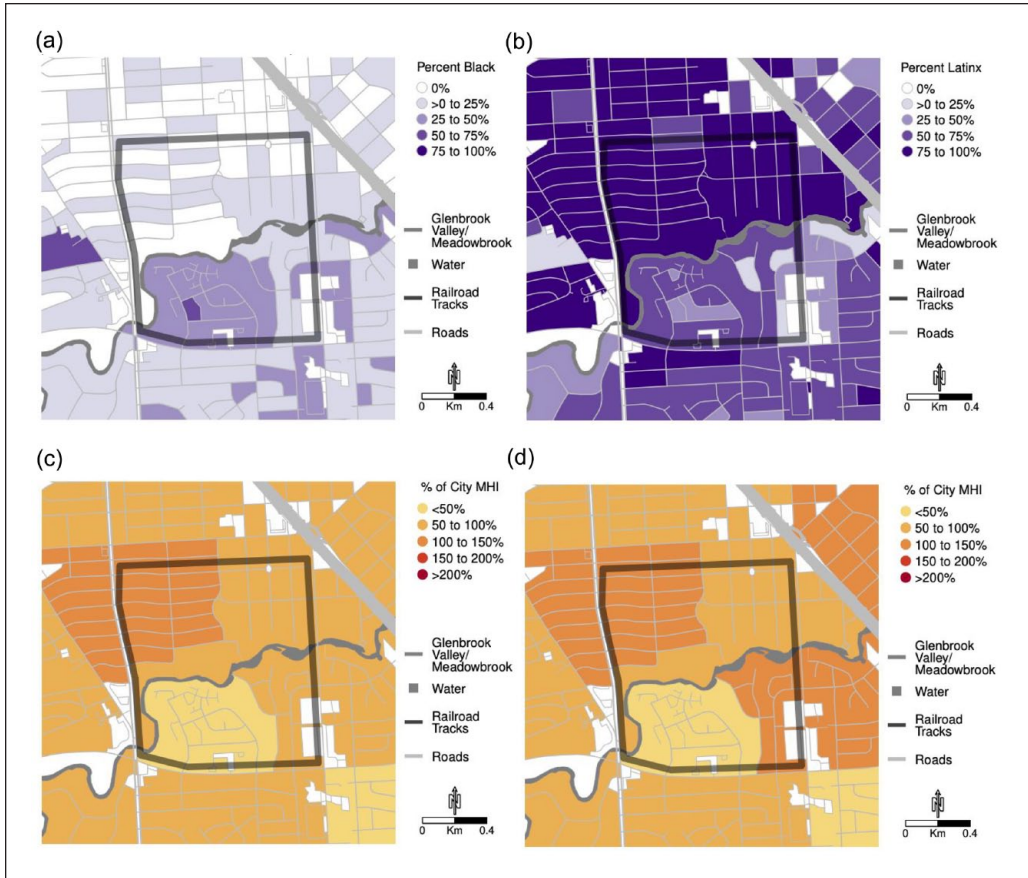 (a)
Percent Black
0%
>0 to 25%
25 to 50%
50 to 75%
75 to 100%
Glenbrook
Valley/
Meadowbrook
Water
Railroad
Tracks
Roads
N
0 Km 0.4
(b)
Percent Latinx
0%
>0 to 25%
25 to 50%
50 to 75%
75 to 100%
Glenbrook
Valley/
Meadowbrook
Water
Railroad
Tracks
Roads
N
0 Km 0.4
(c)
% of City MHI
<50%
50 to 100%
100 to 150%
150 to 200%
>200%
Glenbrook
Valley/
Meadowbrook
Water
Railroad
Tracks
Roads
N
0 Km 0.4
(d)
% of City MHI
<50%
50 to 100%
100 to 150%
150 to 200%
>200%
Glenbrook
Valley/
Meadowbrook
Water
Railroad
Tracks
Roads
N
0 Km 0.4